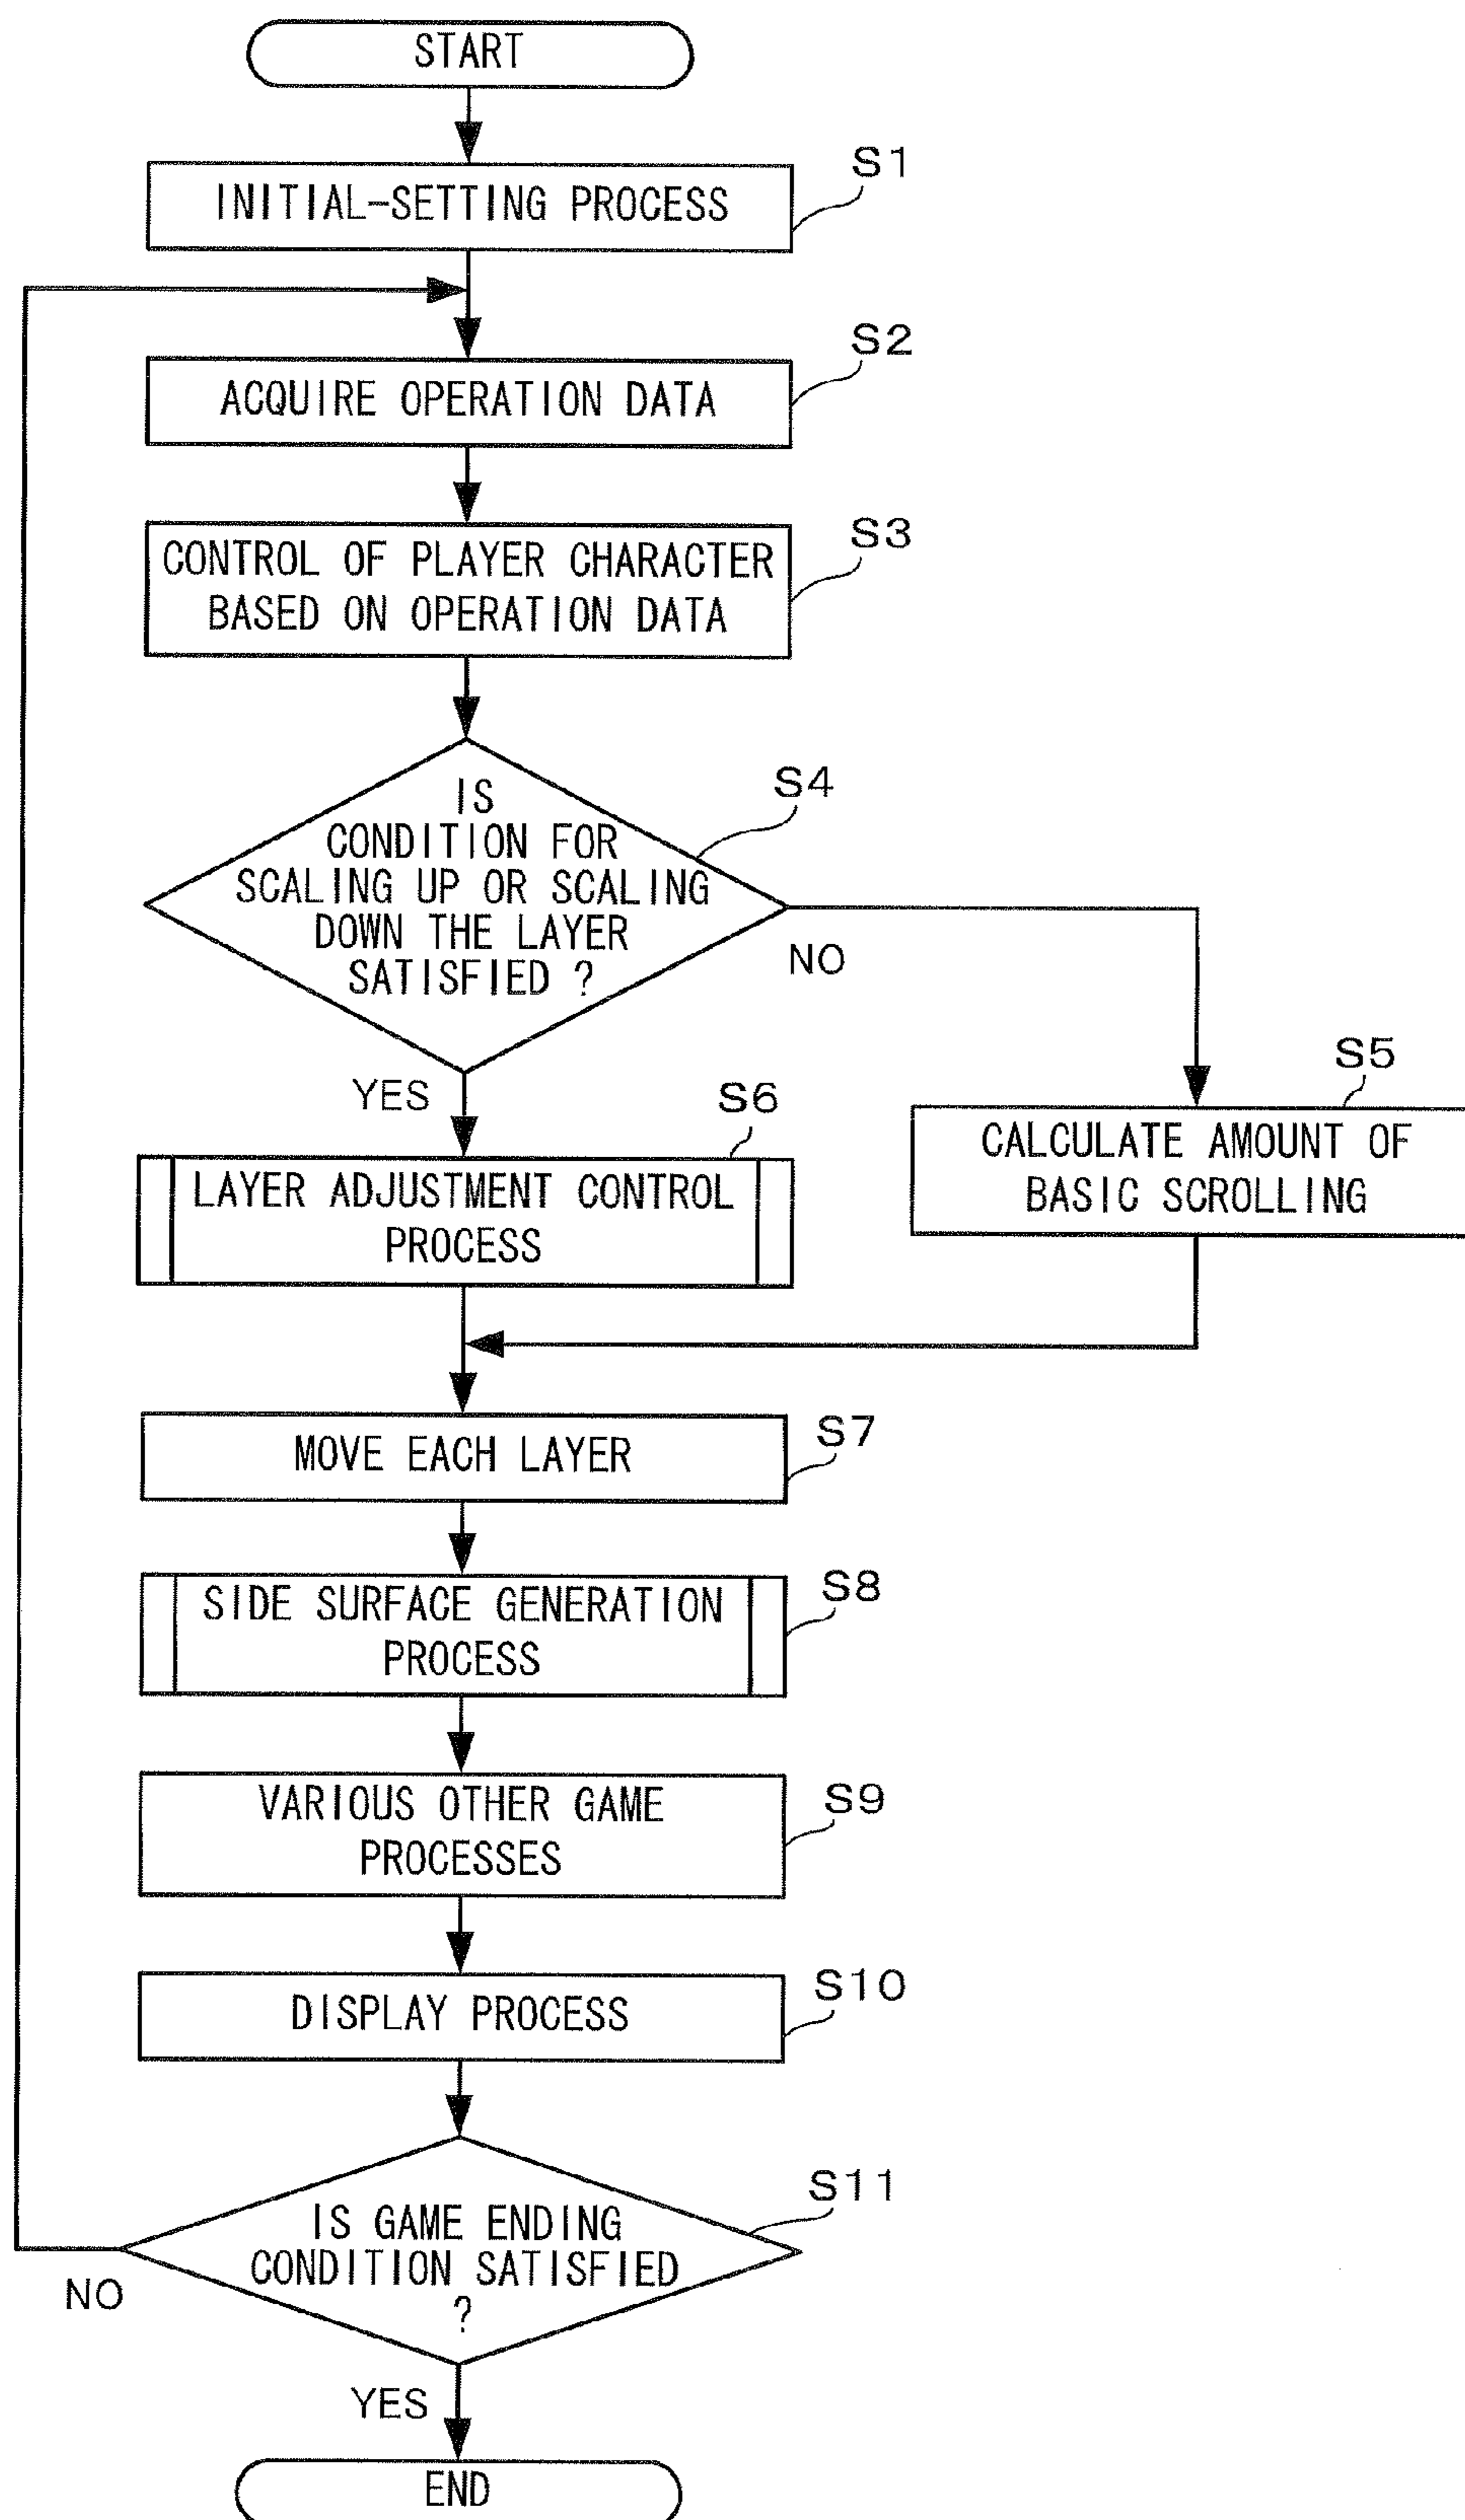 START
S1
INITIAL-SETTING PROCESS
S2
ACQUIRE OPERATION DATA
S3
CONTROL OF PLAYER CHARACTER
BASED ON OPERATION DATA
S4
IS
CONDITION FOR
SCALING UP OR SCALING
DOWN THE LAYER
SATISFIED ?
NO
YES
S5
CALCULATE AMOUNT OF
BASIC SCROLLING
S6
LAYER ADJUSTMENT CONTROL
PROCESS
S7
MOVE EACH LAYER
S8
SIDE SURFACE GENERATION
PROCESS
S9
VARIOUS OTHER GAME
PROCESSES
S10
DISPLAY PROCESS
S11
IS GAME ENDING
CONDITION SATISFIED
?
NO
YES
END